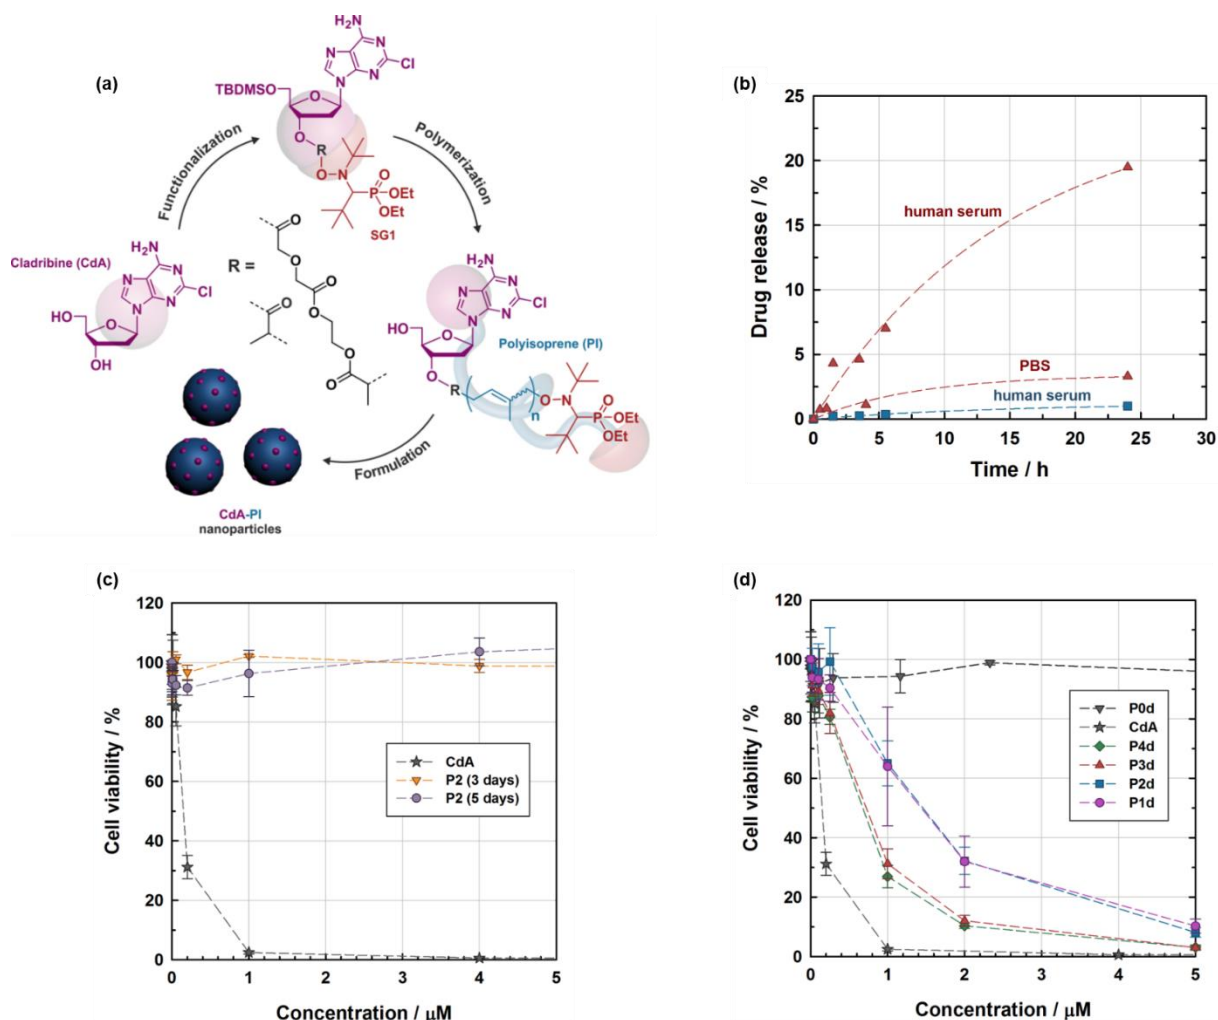 (a)
H₂N
N
N
N
N
Cl
TBDMSO
O
O
R
O
N
O
P
OEt
OEt
SG1
Functionalization
Polymerization
Cladribine (CdA)
NH₂
N
N
N
N
Cl
HO
O
OH
R =
O
O
O
O
O
O
H₂N
N
N
N
N
Cl
HO
O
O
R
Polyisoprene (PI)
n
O
N
O
P
OEt
OEt
Formulation
CdA-PI
nanoparticles
(b)
Drug release / %
25
20
15
10
5
0
human serum
PBS
human serum
0 5 10 15 20 25 30
Time / h
(c)
Cell viability / %
120
100
80
60
40
20
0
CdA
P2 (3 days)
P2 (5 days)
0 1 2 3 4 5
Concentration / μM
(d)
Cell viability / %
120
100
80
60
40
20
0
P0d
CdA
P4d
P3d
P2d
P1d
0 1 2 3 4 5
Concentration / μM